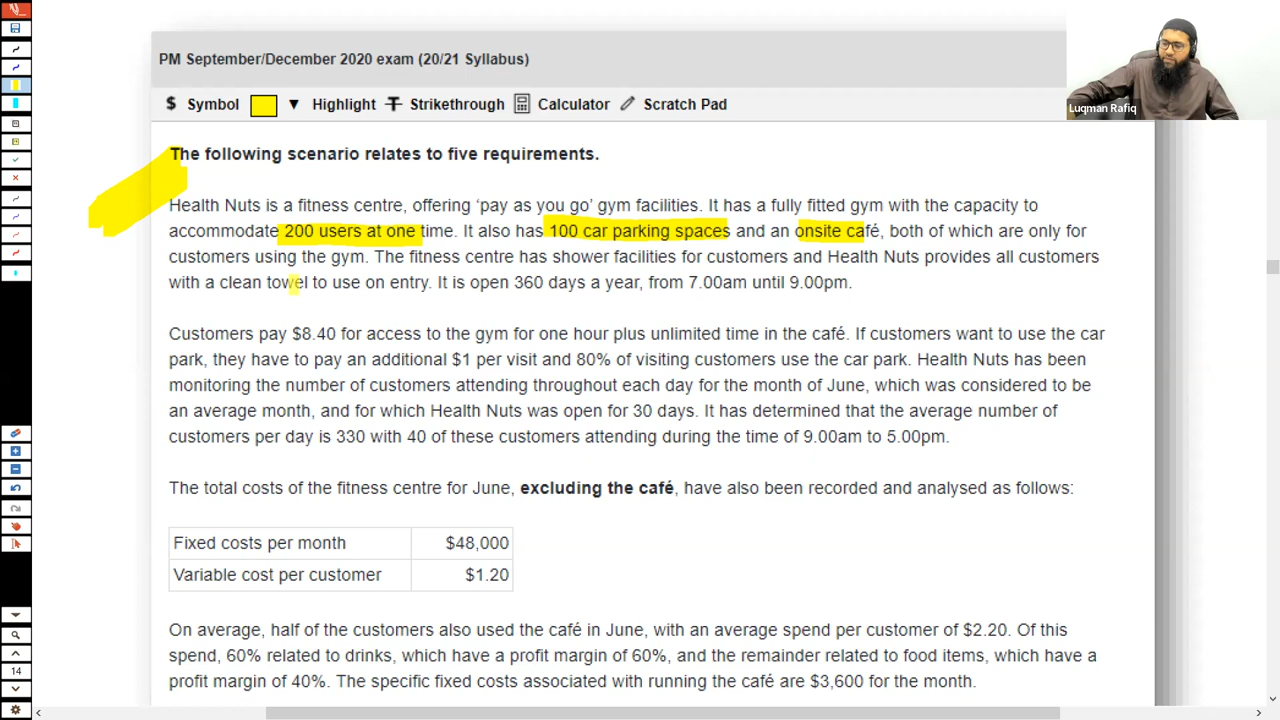 PM September/December 2020 exam (20/21 Syllabus)
Luqman Rafiq
$ Symbol ▼ Highlight T Strikethrough Calculator Scratch Pad
The following scenario relates to five requirements.
Health Nuts is a fitness centre, offering ‘pay as you go’ gym facilities. It has a fully fitted gym with the capacity to
accommodate 200 users at one time. It also has 100 car parking spaces and an onsite café, both of which are only for
customers using the gym. The fitness centre has shower facilities for customers and Health Nuts provides all customers
with a clean towel to use on entry. It is open 360 days a year, from 7.00am until 9.00pm.
Customers pay $8.40 for access to the gym for one hour plus unlimited time in the café. If customers want to use the car
park, they have to pay an additional $1 per visit and 80% of visiting customers use the car park. Health Nuts has been
monitoring the number of customers attending throughout each day for the month of June, which was considered to be
an average month, and for which Health Nuts was open for 30 days. It has determined that the average number of
customers per day is 330 with 40 of these customers attending during the time of 9.00am to 5.00pm.
The total costs of the fitness centre for June, excluding the café, have also been recorded and analysed as follows:
Fixed costs per month $48,000
Variable cost per customer $1.20
On average, half of the customers also used the café in June, with an average spend per customer of $2.20. Of this
spend, 60% related to drinks, which have a profit margin of 60%, and the remainder related to food items, which have a
profit margin of 40%. The specific fixed costs associated with running the café are $3,600 for the month.
14